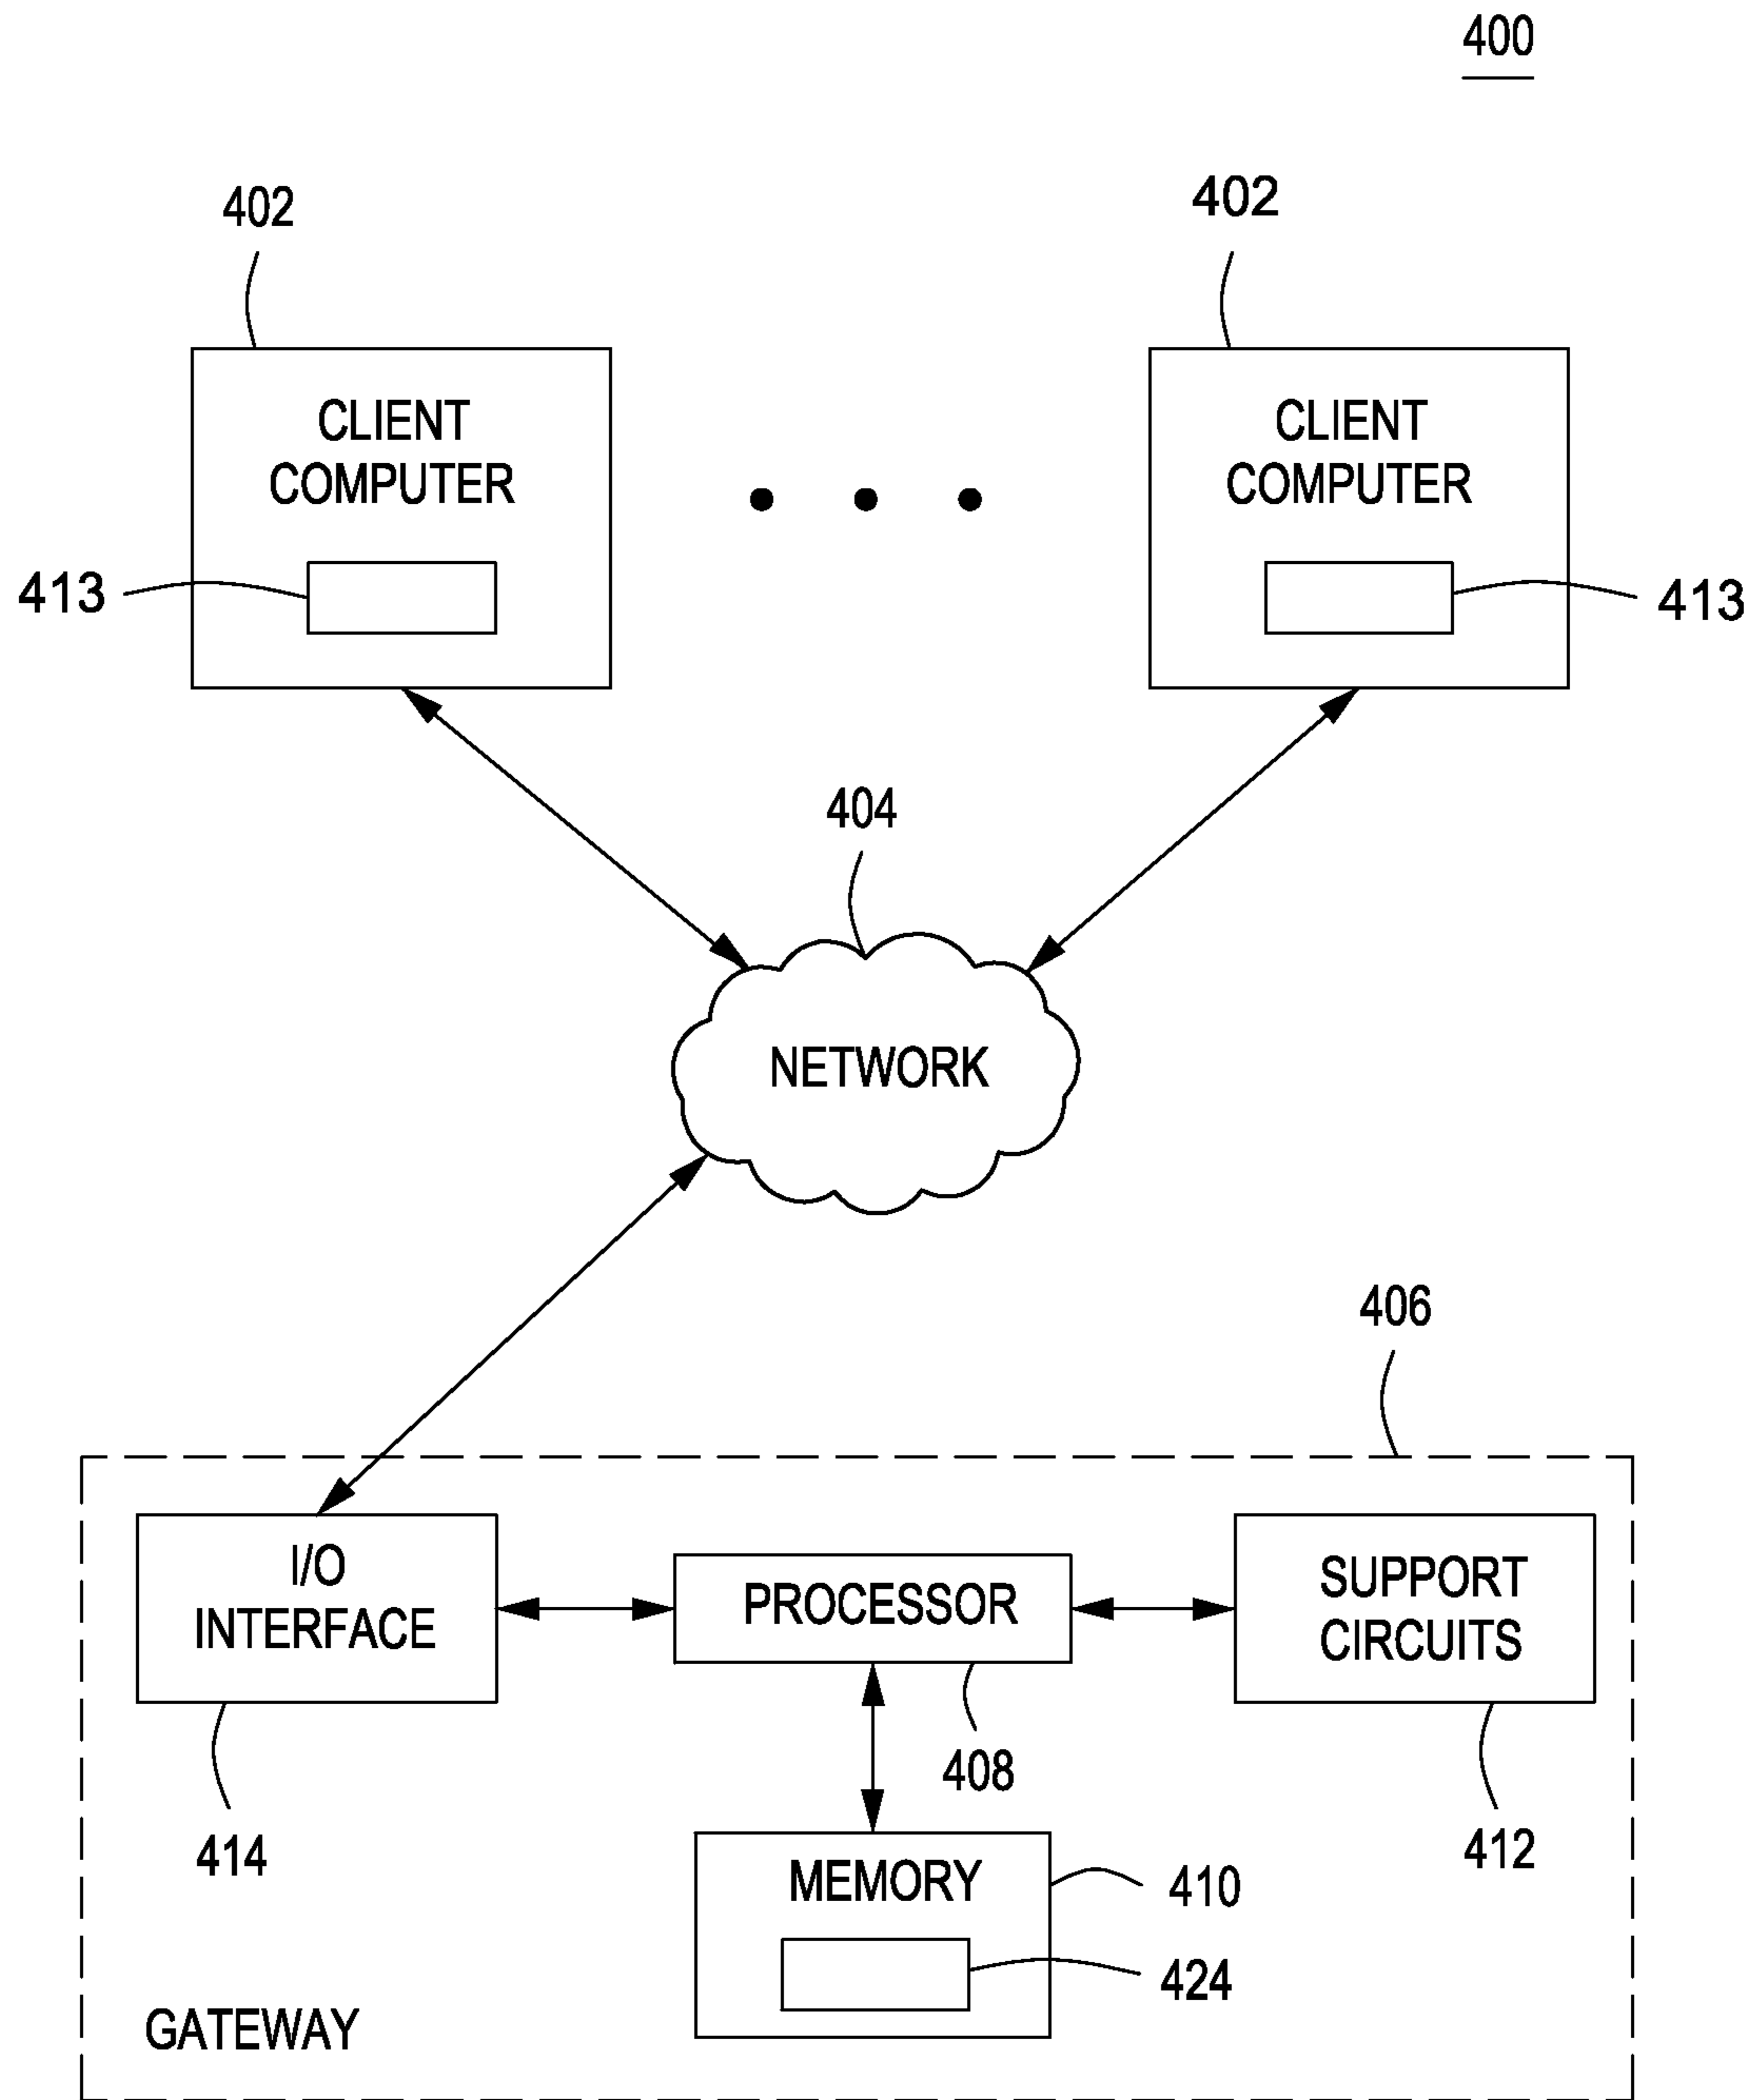 400
402
402
CLIENT
COMPUTER
CLIENT
COMPUTER
413
413
404
NETWORK
406
I/O
INTERFACE
PROCESSOR
SUPPORT
CIRCUITS
408
414
412
MEMORY
410
424
GATEWAY